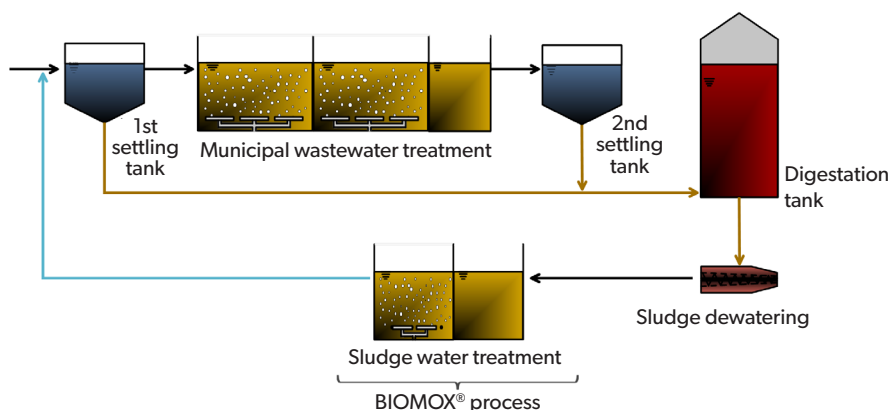 1st
settling
tank
Municipal wastewater treatment
2nd
settling
tank
Digestation
tank
Sludge dewatering
Sludge water treatment
BIOMOX® process